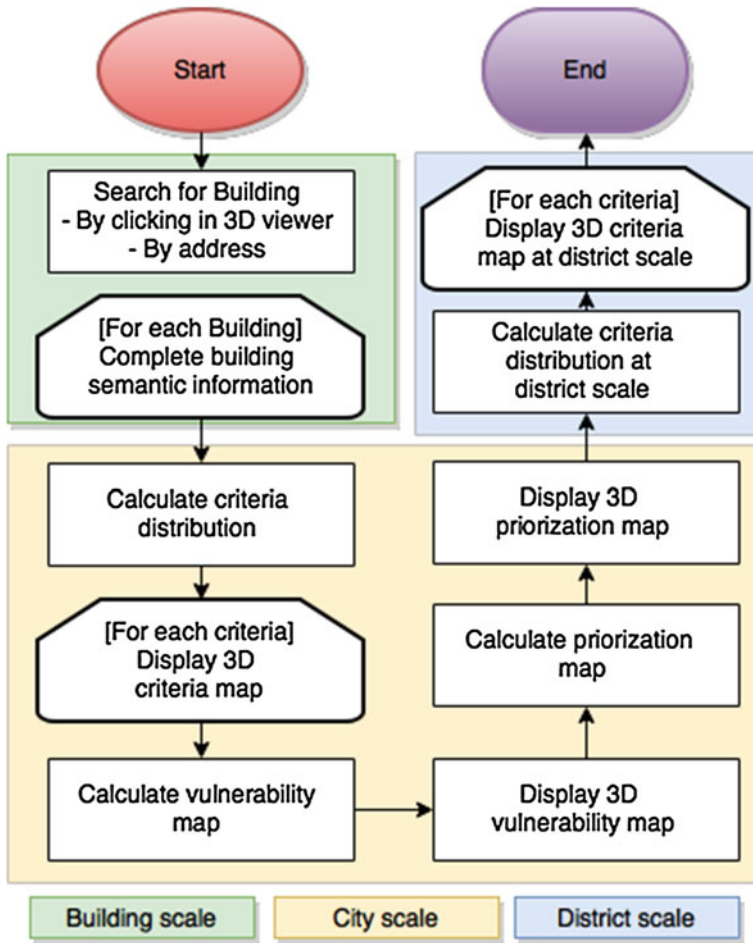 Start
Search for Building
- By clicking in 3D viewer
- By address
[For each Building]
Complete building
semantic information
Calculate criteria
distribution
[For each criteria]
Display 3D
criteria map
Calculate vulnerability
map
Display 3D
vulnerability map
Calculate priorization
map
Display 3D
priorization map
Calculate criteria
distribution at
district scale
[For each criteria]
Display 3D criteria
map at district scale
End
Building scale
City scale
District scale